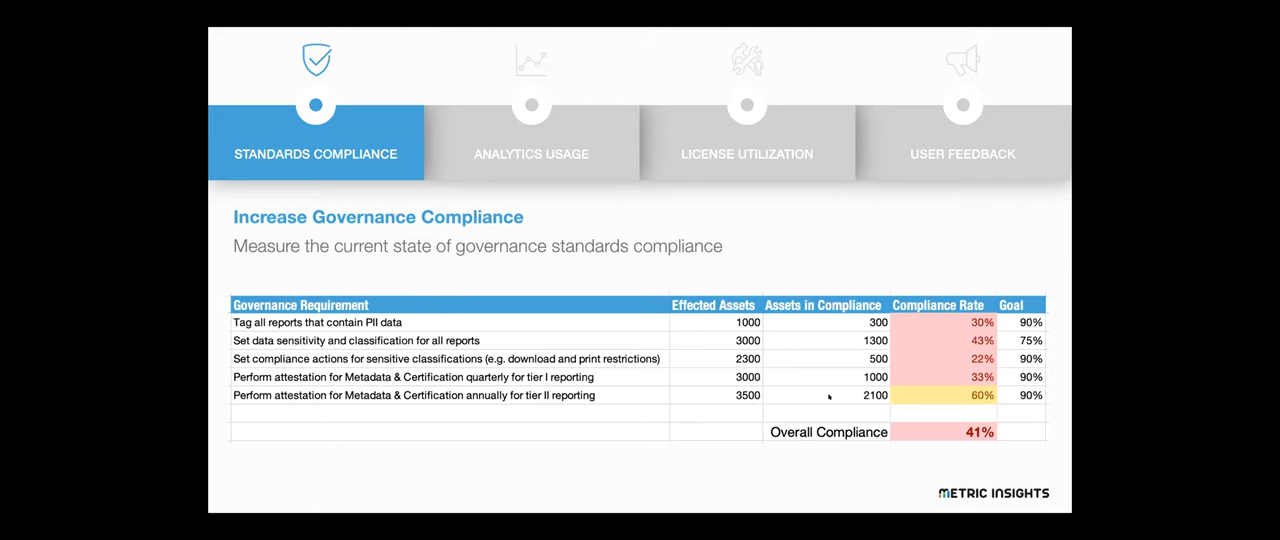 STANDARDS COMPLIANCE ANALYTICS USAGE LICENSE UTILIZATION USER FEEDBACK
Increase Governance Compliance
Measure the current state of governance standards compliance
Governance Requirement Effected Assets Assets in Compliance Compliance Rate Goal
Tag all reports that contain PII data 1000 300 30% 90%
Set data sensitivity and classification for all reports 3000 1300 43% 75%
Set compliance actions for sensitive classifications (e.g. download and print restrictions) 2300 500 22% 90%
Perform attestation for Metadata & Certification quarterly for tier I reporting 3000 1000 33% 90%
Perform attestation for Metadata & Certification annually for tier II reporting 3500 2100 60% 90%
Overall Compliance 41%
METRIC INSIGHTS